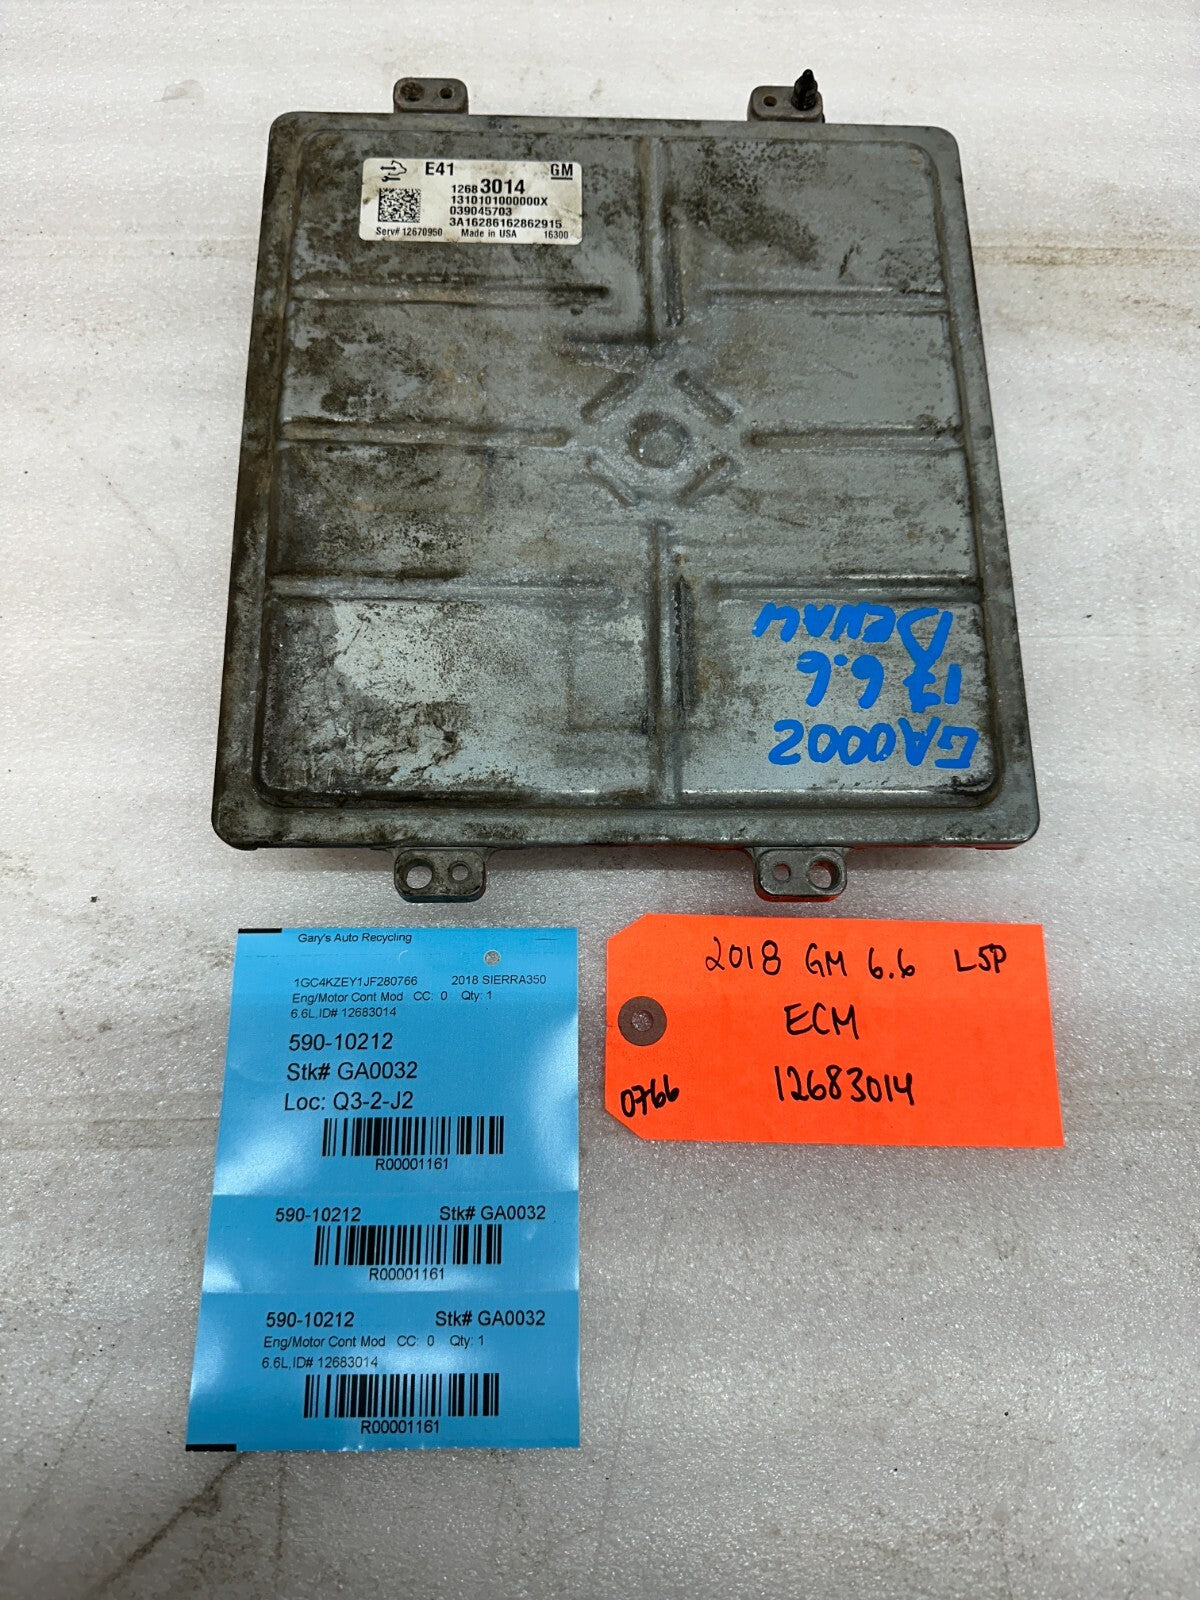 E41 GM
12683014
1310101000000X
039045703
3A16286162862915
Serv# 12670950 Made in USA 16300
GA0002
17 6.6
DENALI
Gary's Auto Recycling
1GC4KZEY1JF280766 2018 SIERRA350
Eng/Motor Cont Mod CC: 0 Qty: 1
6.6L,ID# 12683014
590-10212
Stk# GA0032
Loc: Q3-2-J2
R00001161
590-10212 Stk# GA0032
R00001161
590-10212 Stk# GA0032
Eng/Motor Cont Mod CC: 0 Qty: 1
6.6L,ID# 12683014
R00001161
2018 GM 6.6 L5P
ECM
12683014
0766